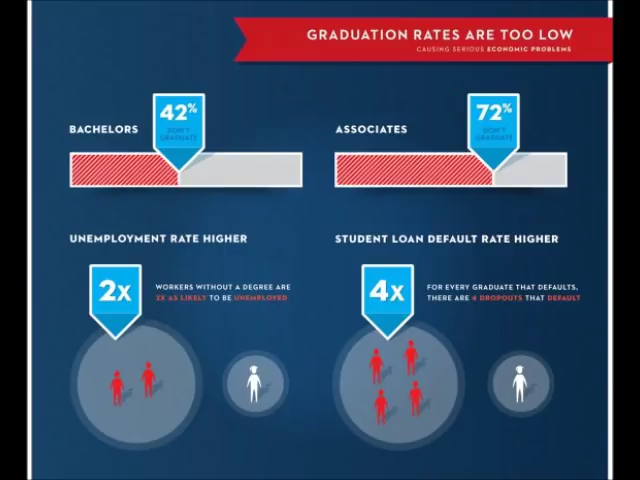 GRADUATION RATES ARE TOO LOW
CAUSING SERIOUS ECONOMIC PROBLEMS
BACHELORS
42%
DON'T
GRADUATE
ASSOCIATES
72%
DON'T
GRADUATE
UNEMPLOYMENT RATE HIGHER
2X
WORKERS WITHOUT A DEGREE ARE
2X AS LIKELY TO BE UNEMPLOYED
STUDENT LOAN DEFAULT RATE HIGHER
4X
FOR EVERY GRADUATE THAT DEFAULTS,
THERE ARE 4 DROPOUTS THAT DEFAULT